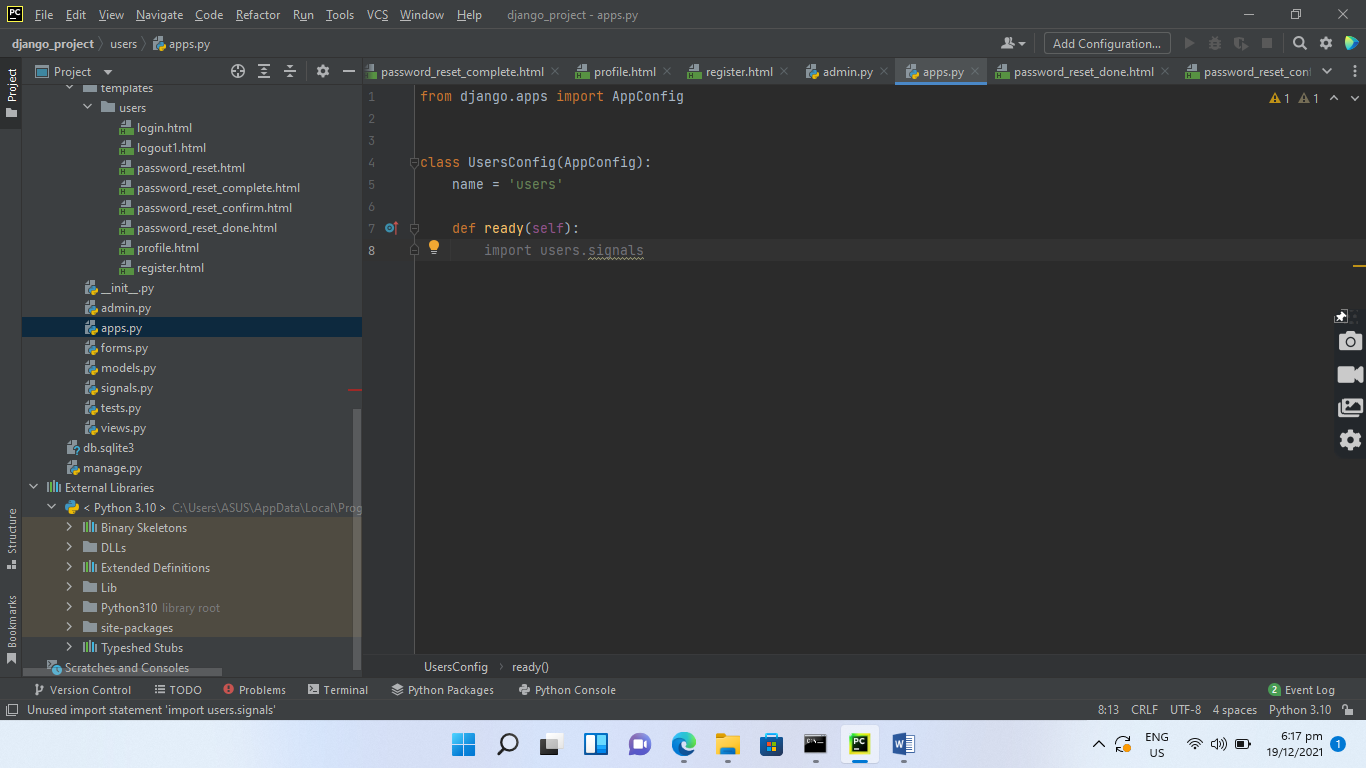 PC File Edit View Navigate Code Refactor Run Tools VCS Window Help django_project - apps.py
django_project users apps.py Add Configuration...
Project password_reset_complete.html profile.html register.html admin.py apps.py password_reset_done.html password_reset_con
Project
templates
users
login.html
logout1.html
password_reset.html
password_reset_complete.html
password_reset_confirm.html
password_reset_done.html
profile.html
register.html
__init__.py
admin.py
apps.py
forms.py
models.py
signals.py
tests.py
views.py
db.sqlite3
manage.py
External Libraries
< Python 3.10 > C:\Users\ASUS\AppData\Local\Prog
Binary Skeletons
DLLs
Extended Definitions
Lib
Python310 library root
site-packages
Typeshed Stubs
Scratches and Consoles
Structure
Bookmarks
1 from django.apps import AppConfig
2
3
4 class UsersConfig(AppConfig):
5 name = 'users'
6
7 def ready(self):
8 import users.signals
1 1
UsersConfig ready()
Version Control TODO Problems Terminal Python Packages Python Console 2 Event Log
Unused import statement 'import users.signals' 8:13 CRLF UTF-8 4 spaces Python 3.10
PC W ENG 6:17 pm
US 19/12/2021 1